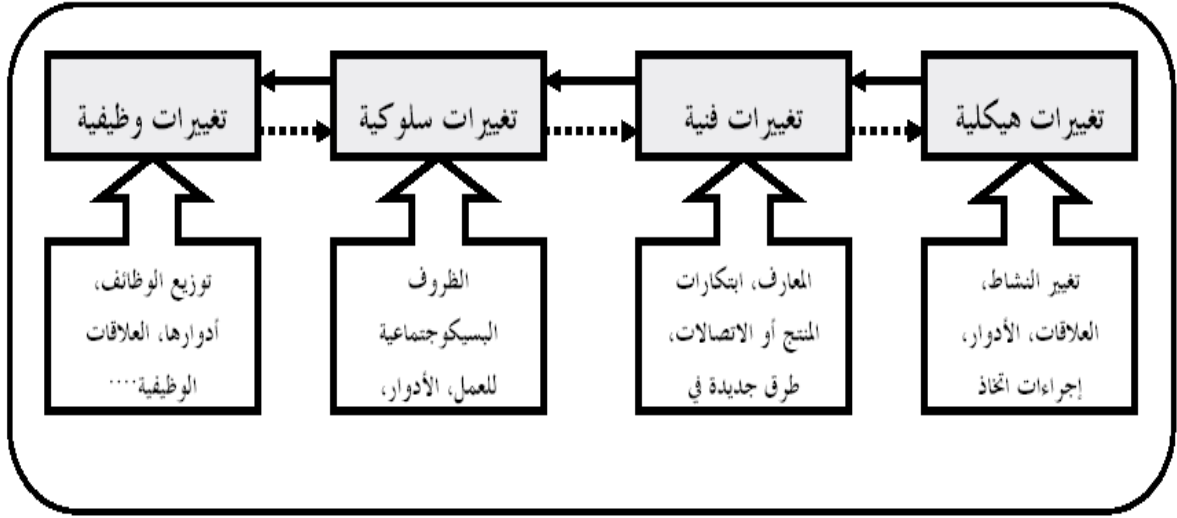 تغييرات هيكلية
تغييرات فنية
تغييرات سلوكية
تغييرات وظيفية
تغيير النشاط،
العلاقات، الأدوار،
إجراءات اتخاذ
المعارف، ابتكارات
المنتج أو الاتصالات،
طرق جديدة في
الظروف
البسيكوجتماعية
للعمل، الأدوار،
توزيع الوظائف،
أدوارها، العلاقات
الوظيفية....